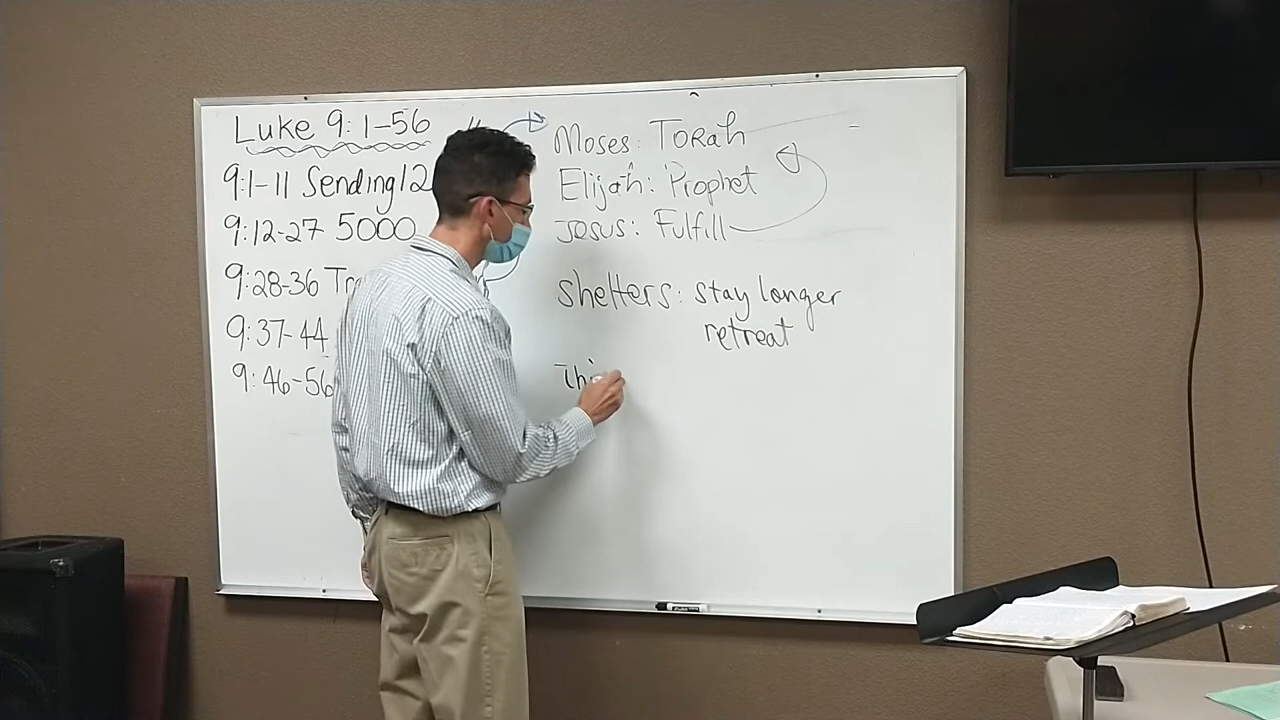 Luke 9:1-56
9:1-11 Sending 12
9:12-27 5000
9:28-36
9:37-44
9:46-56
Moses: TORah
Elijah: Prophet
Jesus: Fulfill
Shelters: stay longer
retreat
Thi